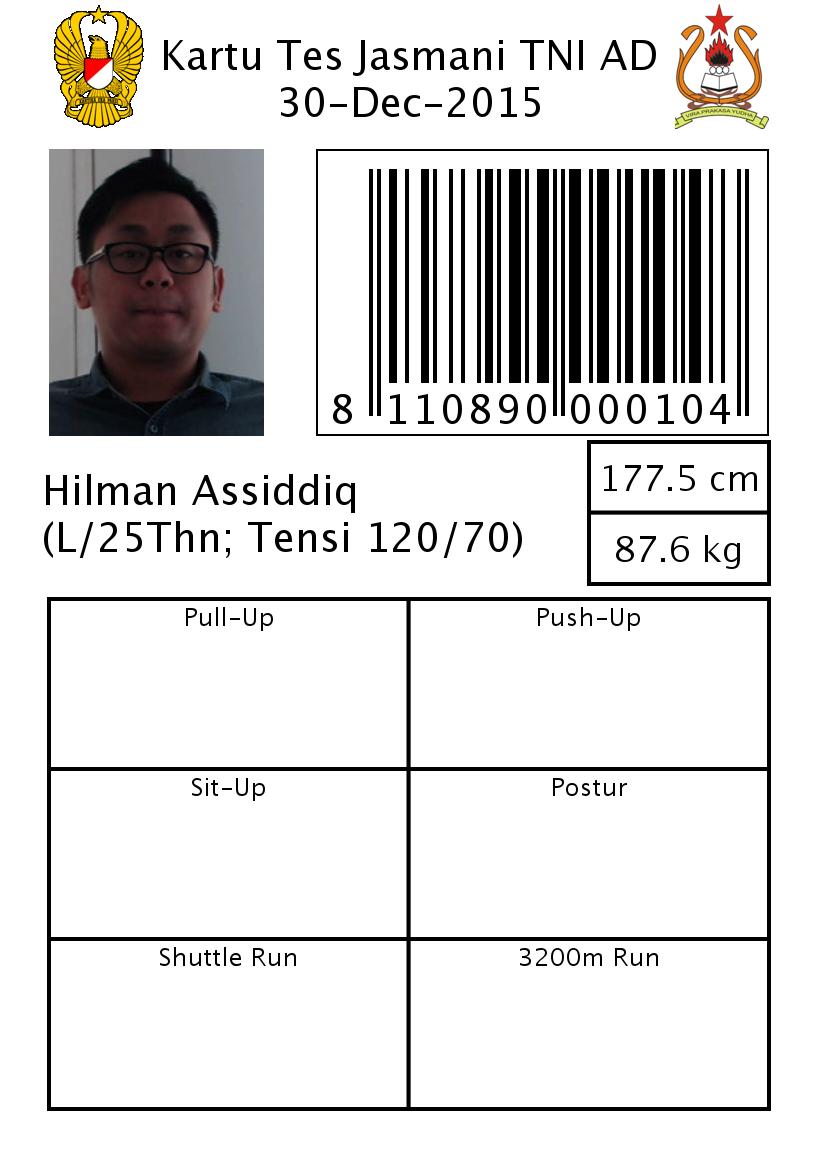 Kartu Tes Jasmani TNI AD
30-Dec-2015
VIRA PRAKASA YUDHA
8 110890 000104
Hilman Assiddiq
(L/25Thn; Tensi 120/70)
177.5 cm
87.6 kg
Pull-Up
Push-Up
Sit-Up
Postur
Shuttle Run
3200m Run